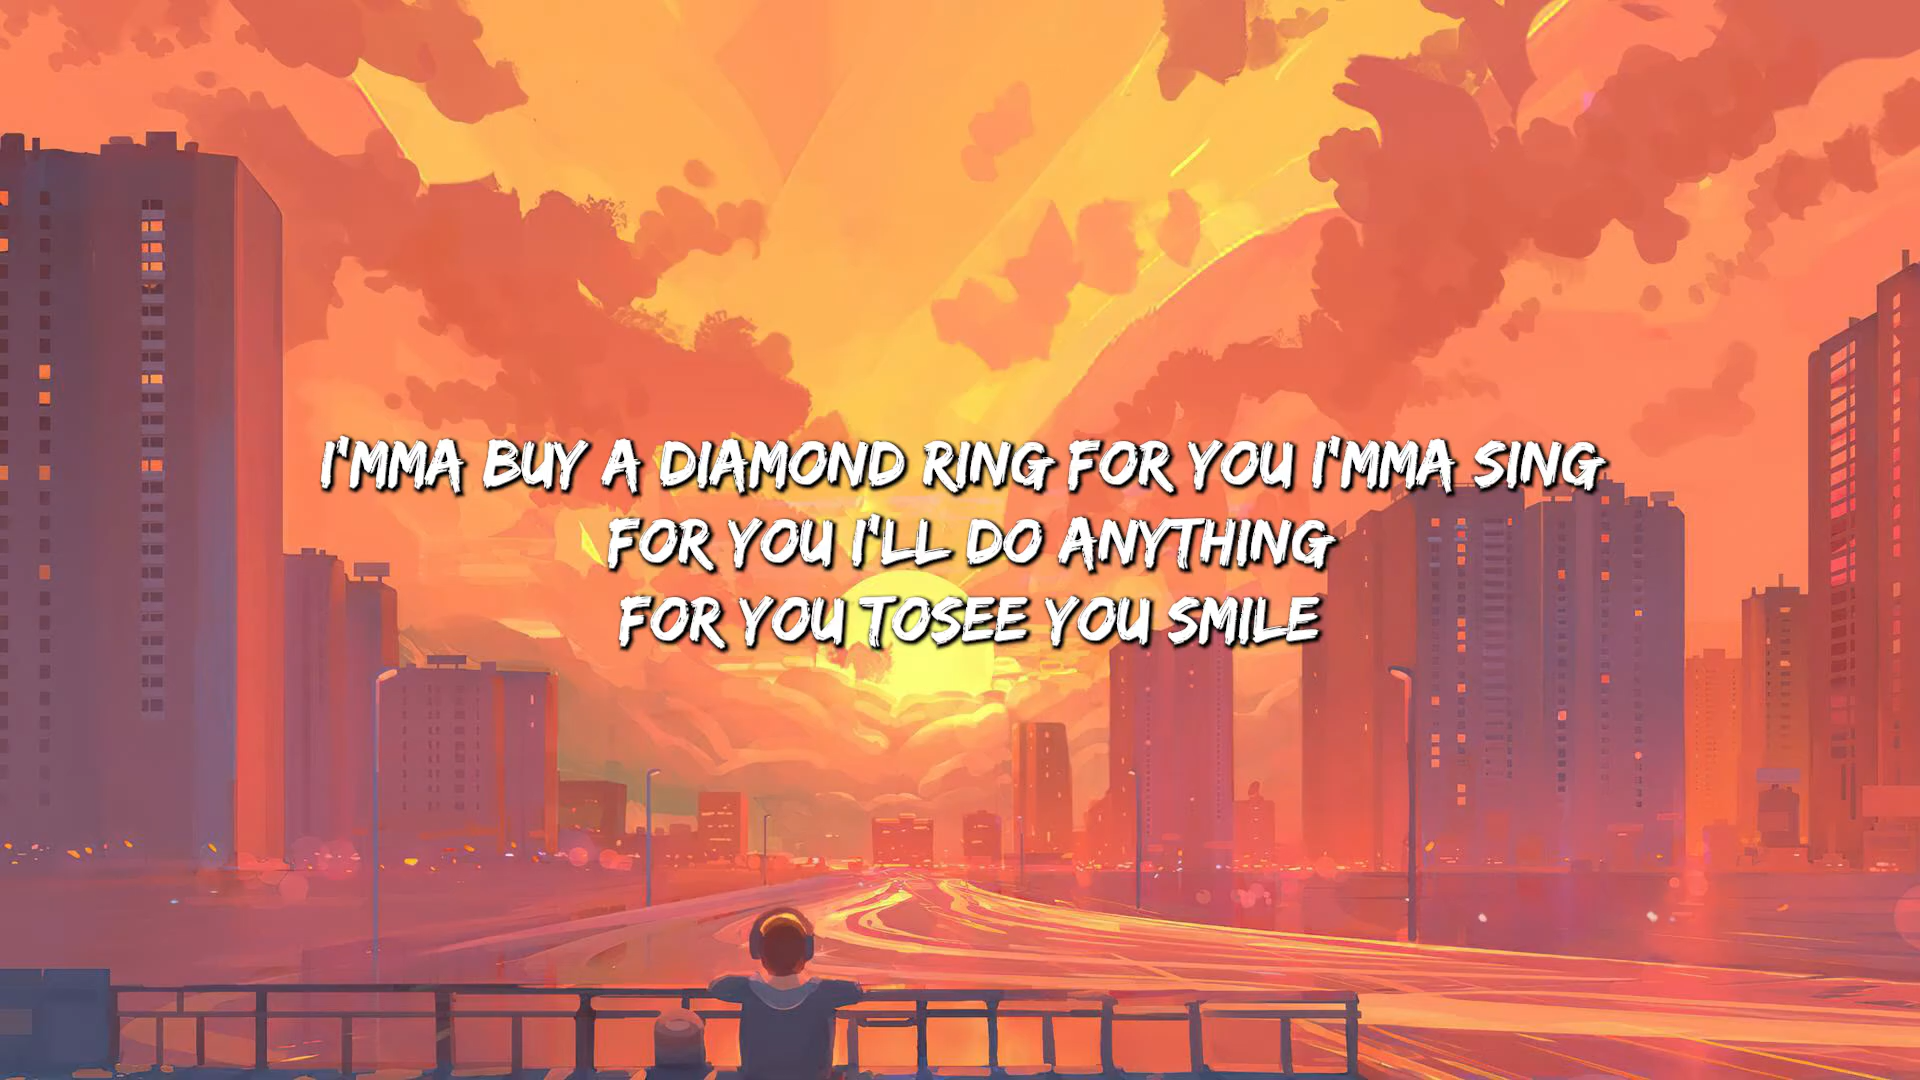 I'MMA BUY A DIAMOND RING FOR YOU I'MMA SING
FOR YOU I'LL DO ANYTHING
FOR YOU TOSEE YOU SMILE